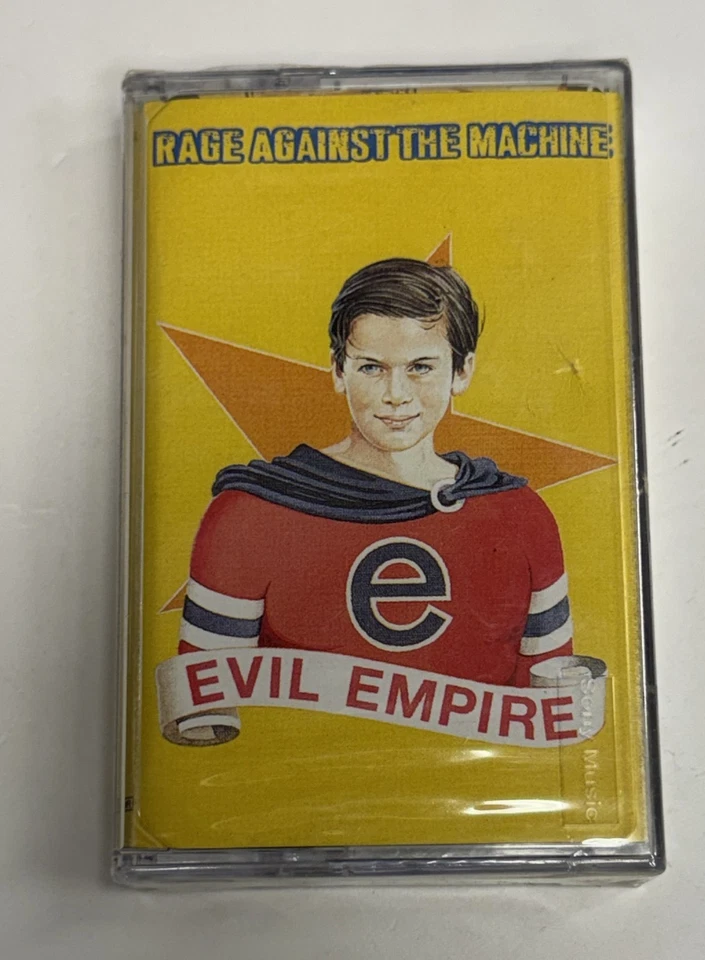 RAGE AGAINST THE MACHINE
e
EVIL EMPIRE
Sony Music